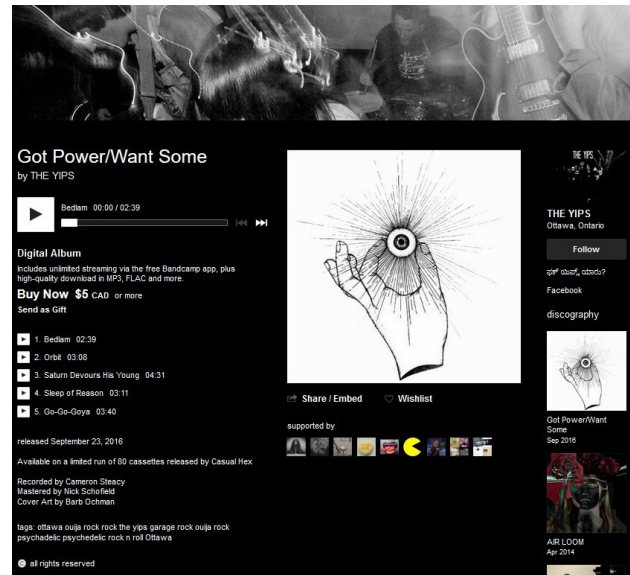 Got Power/Want Some
by THE YIPS
Bedlam 00:00 / 02:39
Digital Album
Includes unlimited streaming via the free Bandcamp app, plus
high-quality download in MP3, FLAC and more.
Buy Now $5 CAD or more
Send as Gift
1. Bedlam 02:39
2. Orbit 03:08
3. Saturn Devours His Young 04:31
4. Sleep of Reason 03:11
5. Go-Go-Goya 03:40
released September 23, 2016
Available on a limited run of 80 cassettes released by Casual Hex
Recorded by Cameron Steacy
Mastered by Nick Schofield
Cover Art by Barb Ochman
tags: ottawa ouija rock rock the yips garage rock ouija rock
psychadelic psychedelic rock n roll Ottawa
all rights reserved
Share / Embed
Wishlist
supported by
THE YIPS
THE YIPS
Ottawa, Ontario
Follow
ಫಕ್ ಯಿಪ್ಸ್ ಯಾರು?
Facebook
discography
Got Power/Want
Some
Sep 2016
AIR LOOM
Apr 2014